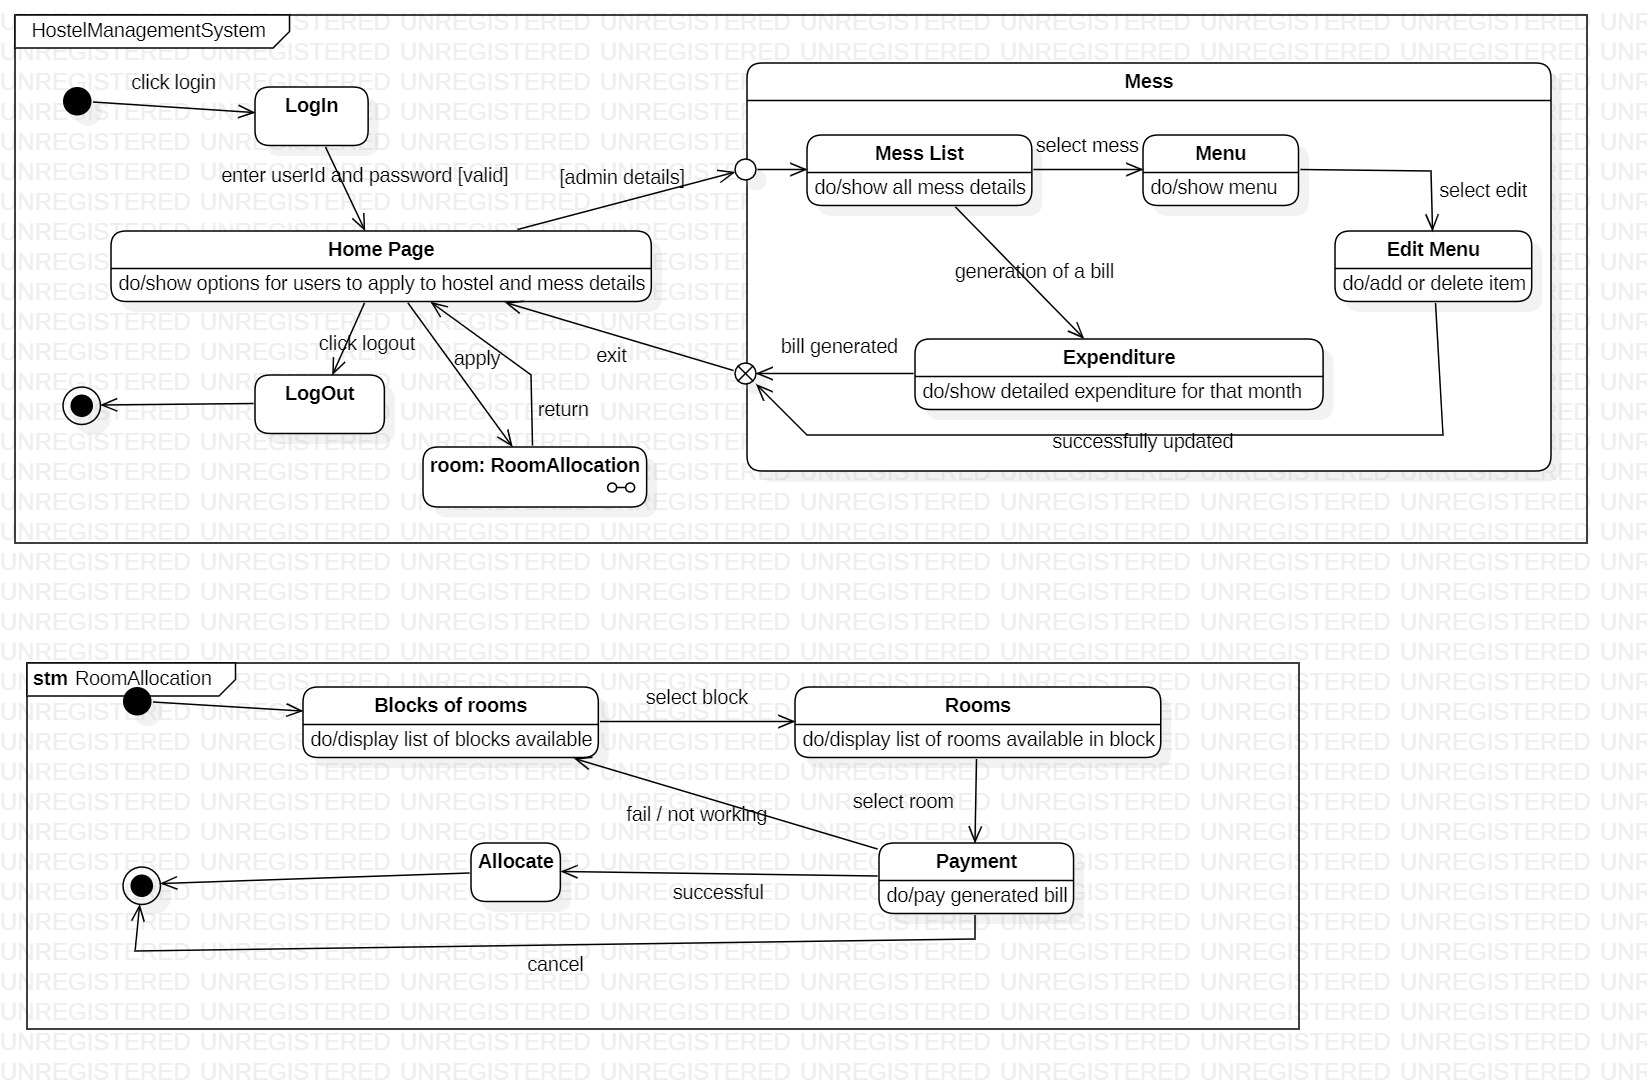 HostelManagementSystem
click login
LogIn
enter userId and password [valid]
[admin details]
Home Page
do/show options for users to apply to hostel and mess details
click logout
LogOut
apply
return
exit
room: RoomAllocation
Mess
Mess List
do/show all mess details
select mess
Menu
do/show menu
select edit
Edit Menu
do/add or delete item
generation of a bill
bill generated
Expenditure
do/show detailed expenditure for that month
successfully updated
stm RoomAllocation
Blocks of rooms
do/display list of blocks available
select block
Rooms
do/display list of rooms available in block
fail / not working
select room
Allocate
successful
Payment
do/pay generated bill
cancel
UNREGISTERED